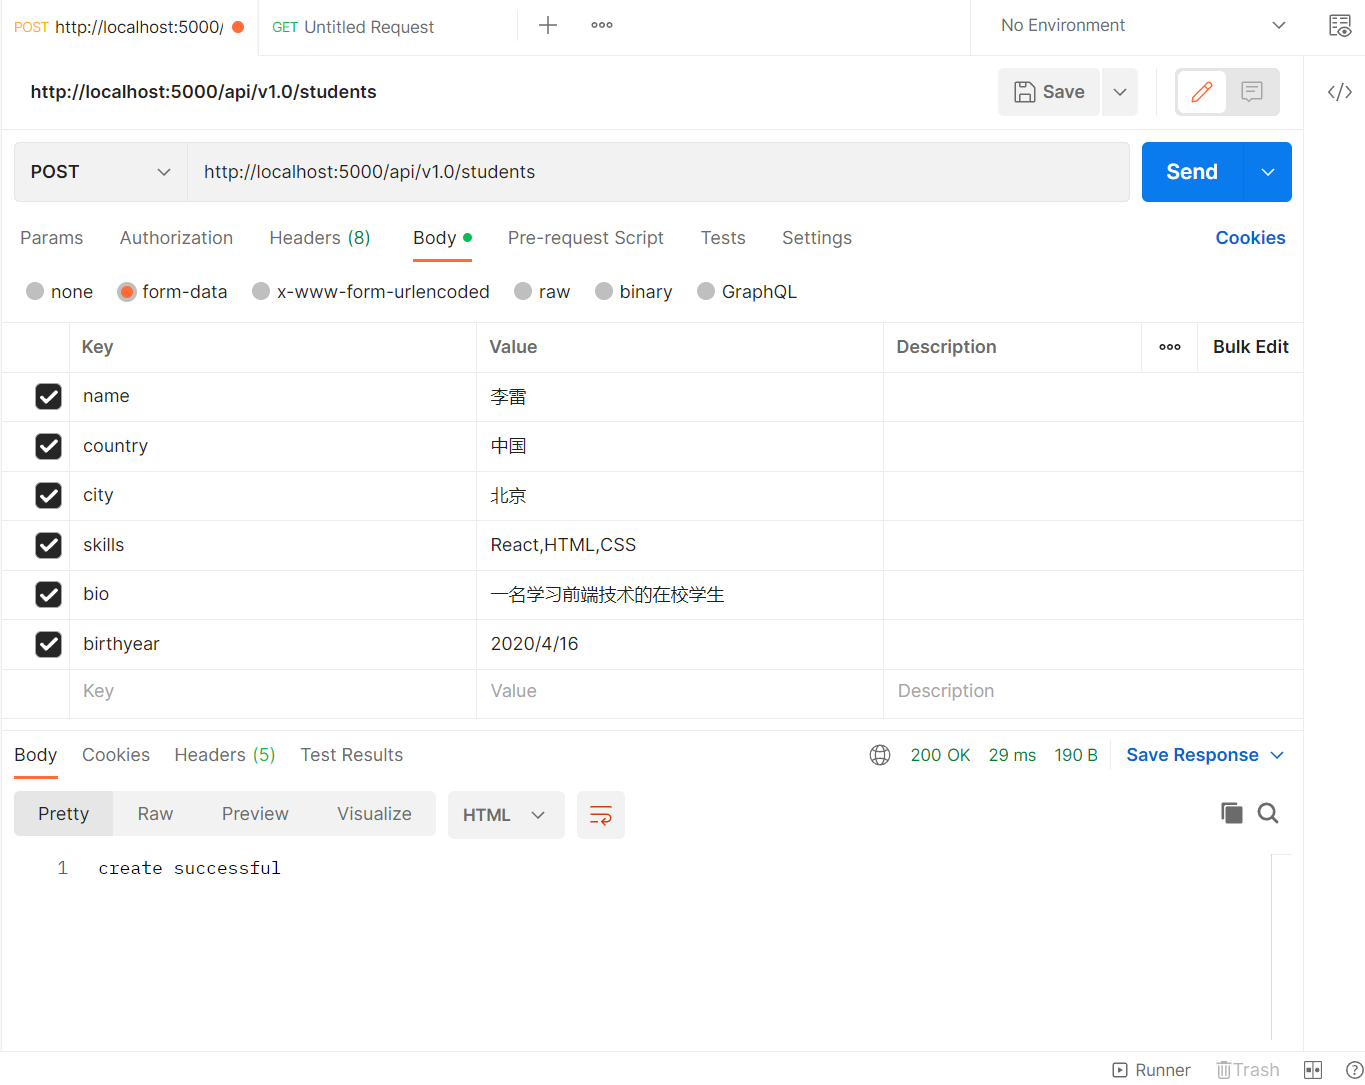 POST http://localhost:5000/ GET Untitled Request No Environment
http://localhost:5000/api/v1.0/students Save
POST http://localhost:5000/api/v1.0/students Send
Params Authorization Headers (8) Body Pre-request Script Tests Settings Cookies
none form-data x-www-form-urlencoded raw binary GraphQL
Key Value Description Bulk Edit
name 李雷
country 中国
city 北京
skills React,HTML,CSS
bio 一名学习前端技术的在校学生
birthyear 2020/4/16
Key Value Description
Body Cookies Headers (5) Test Results 200 OK 29 ms 190 B Save Response
Pretty Raw Preview Visualize HTML
1 create successful
Runner Trash